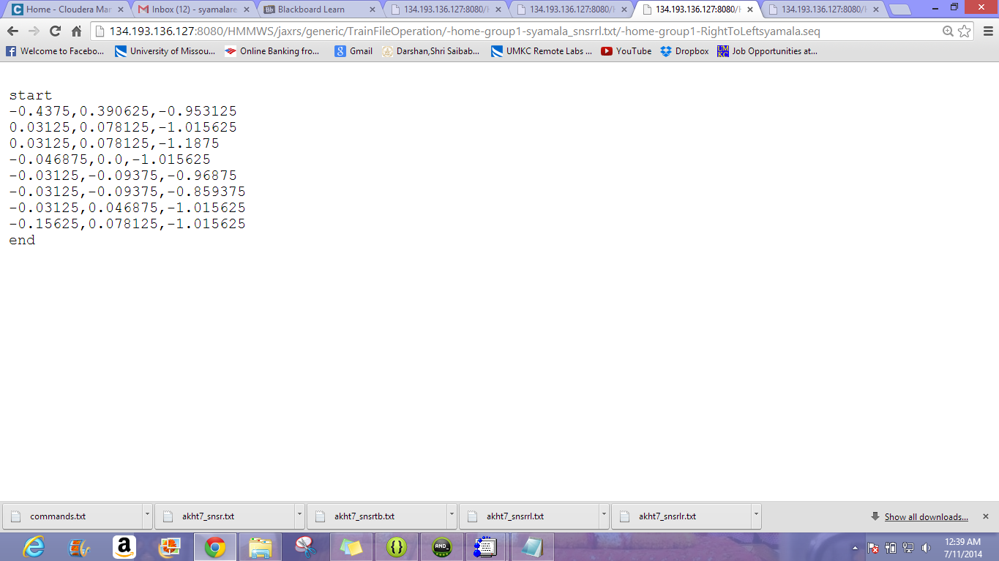 Home - Cloudera Mar
Inbox (12) - syamalare
Bb Blackboard Learn
134.193.136.127:8080/H
134.193.136.127:8080/H
134.193.136.127:8080/H
134.193.136.127:8080/H
134.193.136.127:8080/HMMWS/jaxrs/generic/TrainFileOperation/-home-group1-syamala_snsrrl.txt/-home-group1-RightToLeftsyamala.seq
Welcome to Facebo...
University of Missou...
Online Banking fro...
Gmail
Darshan,Shri Saibab...
UMKC Remote Labs ...
YouTube
Dropbox
Job Opportunities at...
start
-0.4375,0.390625,-0.953125
0.03125,0.078125,-1.015625
0.03125,0.078125,-1.1875
-0.046875,0.0,-1.015625
-0.03125,-0.09375,-0.96875
-0.03125,-0.09375,-0.859375
-0.03125,0.046875,-1.015625
-0.15625,0.078125,-1.015625
end
commands.txt
akht7_snsr.txt
akht7_snsrtb.txt
akht7_snsrrl.txt
akht7_snsrlr.txt
Show all downloads...
12:39 AM
7/11/2014